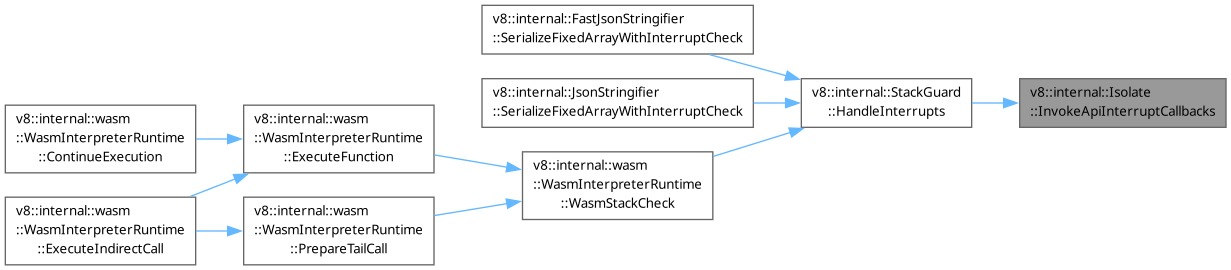 v8::internal::FastJsonStringifier
::SerializeFixedArrayWithInterruptCheck
v8::internal::JsonStringifier
::SerializeFixedArrayWithInterruptCheck
v8::internal::StackGuard
::HandleInterrupts
v8::internal::Isolate
::InvokeApiInterruptCallbacks
v8::internal::wasm
::WasmInterpreterRuntime
::ContinueExecution
v8::internal::wasm
::WasmInterpreterRuntime
::ExecuteFunction
v8::internal::wasm
::WasmInterpreterRuntime
::WasmStackCheck
v8::internal::wasm
::WasmInterpreterRuntime
::ExecuteIndirectCall
v8::internal::wasm
::WasmInterpreterRuntime
::PrepareTailCall